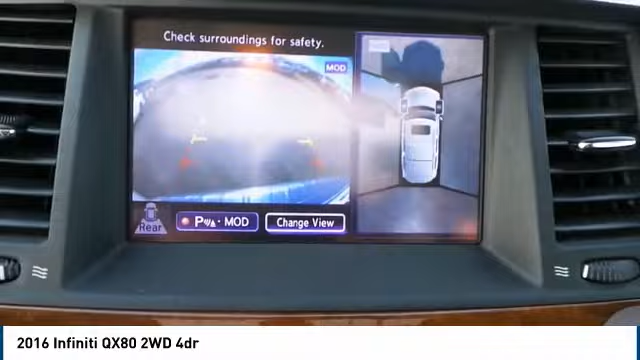 Check surroundings for safety.
MOD
Rear
P · MOD
Change View
2016 Infiniti QX80 2WD 4dr